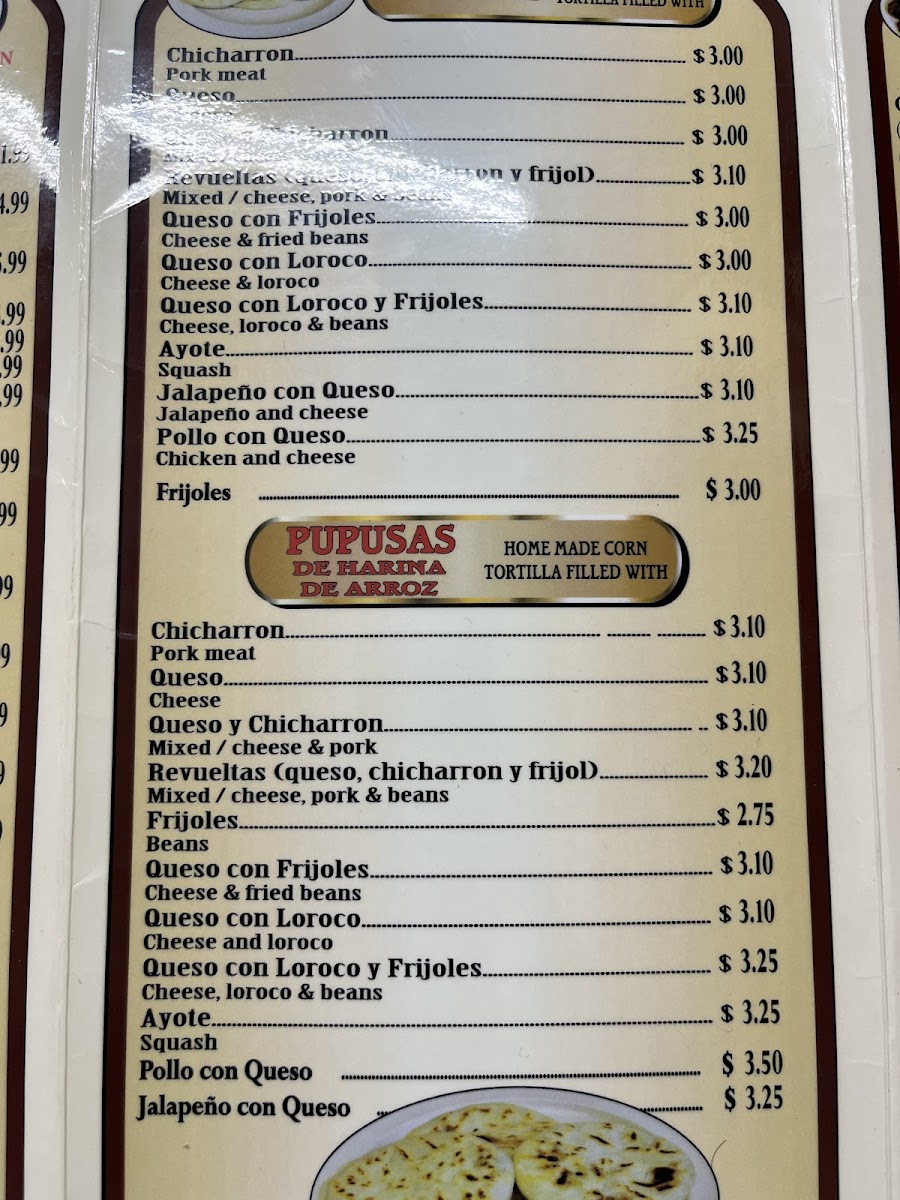 TORTILLA FILLED WITH
Chicharron $ 3.00
Pork meat
Queso $ 3.00
Cheese
Chicharron $ 3.00
Mixed /
Revueltas (queso, y frijol) $ 3.10
Mixed / cheese, pork & beans
Queso con Frijoles $ 3.00
Cheese & fried beans
Queso con Loroco $ 3.00
Cheese & loroco
Queso con Loroco y Frijoles $ 3.10
Cheese, loroco & beans
Ayote $ 3.10
Squash
Jalapeño con Queso $ 3.10
Jalapeño and cheese
Pollo con Queso $ 3.25
Chicken and cheese
Frijoles $ 3.00
PUPUSAS
DE HARINA
DE ARROZ
HOME MADE CORN
TORTILLA FILLED WITH
Chicharron $ 3.10
Pork meat
Queso $ 3.10
Cheese
Queso y Chicharron $ 3.10
Mixed / cheese & pork
Revueltas (queso, chicharron y frijol) $ 3.20
Mixed / cheese, pork & beans
Frijoles $ 2.75
Beans
Queso con Frijoles $ 3.10
Cheese & fried beans
Queso con Loroco $ 3.10
Cheese and loroco
Queso con Loroco y Frijoles $ 3.25
Cheese, loroco & beans
Ayote $ 3.25
Squash
Pollo con Queso $ 3.50
Jalapeño con Queso $ 3.25